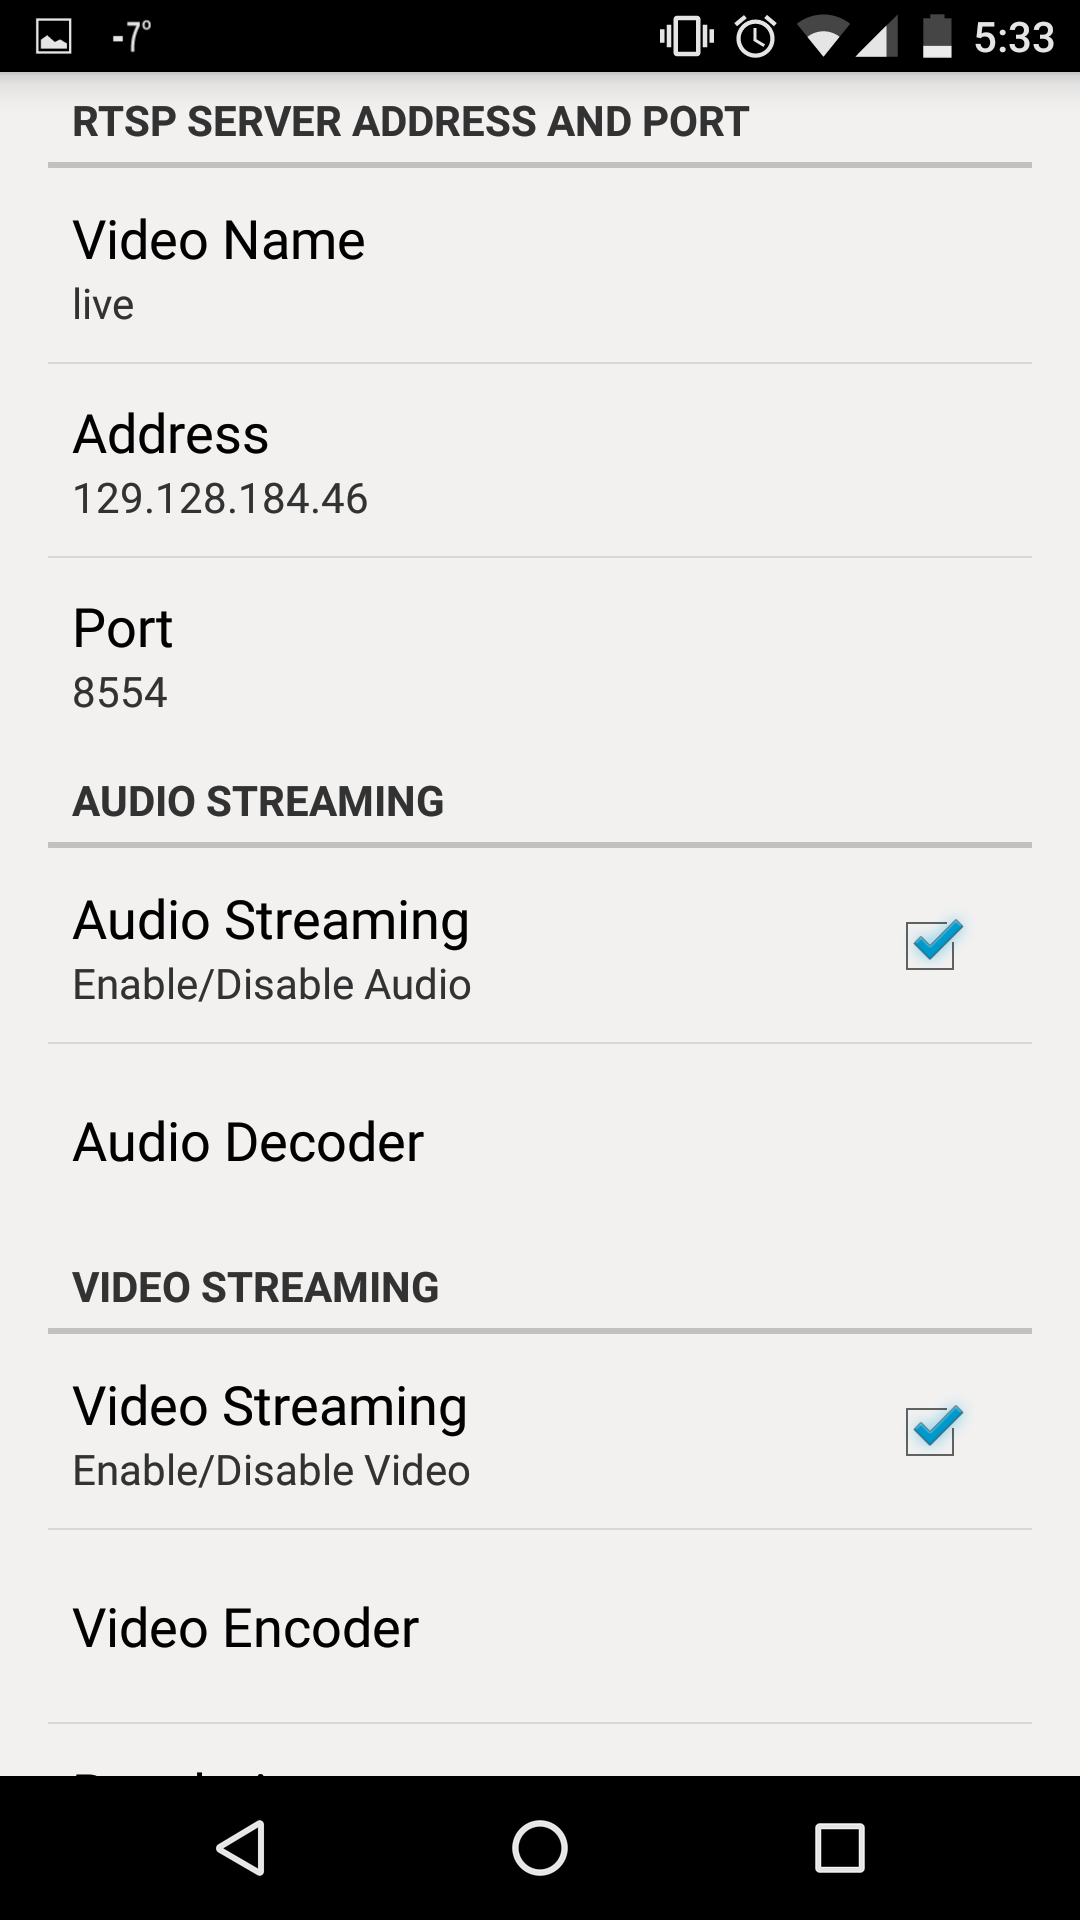 -7°
5:33
RTSP SERVER ADDRESS AND PORT
Video Name
live
Address
129.128.184.46
Port
8554
AUDIO STREAMING
Audio Streaming
Enable/Disable Audio
Audio Decoder
VIDEO STREAMING
Video Streaming
Enable/Disable Video
Video Encoder